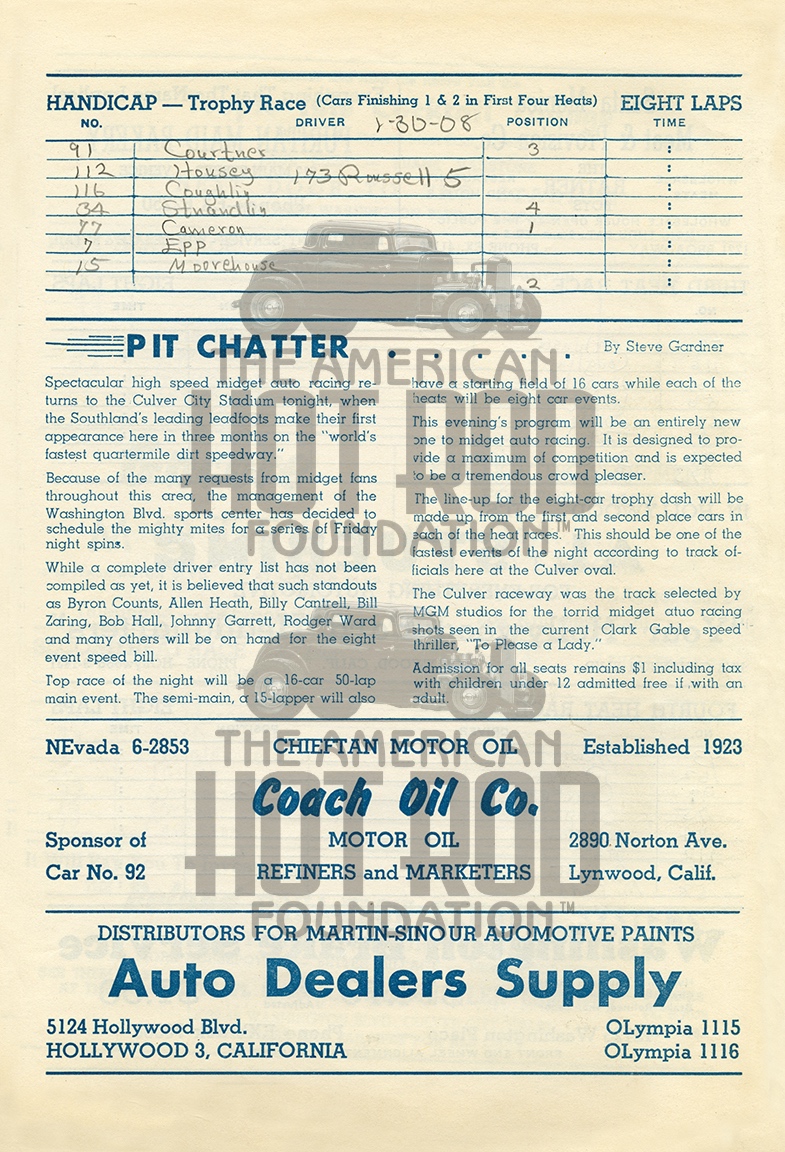 HANDICAP — Trophy Race (Cars Finishing 1 & 2 in First Four Heats) EIGHT LAPS
NO. DRIVER 1-30-08 POSITION TIME
91 Courtner 3 :
112 Housey 173 Roussell 5 :
116 Coughlin :
34 Strandlin 4 :
77 Cameron 1 :
7 Epp :
15 Moorehouse :
2 :
PIT CHATTER . . . . . . By Steve Gardner
Spectacular high speed midget auto racing re-
turns to the Culver City Stadium tonight, when
the Southland's leading leadfoots make their first
appearance here in three months on the "world's
fastest quartermile dirt speedway."
Because of the many requests from midget fans
throughout this area, the management of the
Washington Blvd. sports center has decided to
schedule the mighty mites for a series of Friday
night spins.
While a complete driver entry list has not been
compiled as yet, it is believed that such standouts
as Byron Counts, Allen Heath, Billy Cantrell, Bill
Zaring, Bob Hall, Johnny Garrett, Rodger Ward
and many others will be on hand for the eight
event speed bill.
Top race of the night will be a 16-car 50-lap
main event. The semi-main, a 15-lapper will also
have a starting field of 16 cars while each of the
heats will be eight car events.
This evening's program will be an entirely new
one to midget auto racing. It is designed to pro-
vide a maximum of competition and is expected
to be a tremendous crowd pleaser.
The line-up for the eight-car trophy dash will be
made up from the first and second place cars in
each of the heat races. This should be one of the
fastest events of the night according to track of-
ficials here at the Culver oval.
The Culver raceway was the track selected by
MGM studios for the torrid midget atuo racing
shots seen in the current Clark Gable speed
thriller, "To Please a Lady."
Admission for all seats remains $1 including tax
with children under 12 admitted free if with an
adult.
THE AMERICAN
HOT ROD
FOUNDATION™
NEvada 6-2853 CHIEFTAN MOTOR OIL Established 1923
Coach Oil Co.
Sponsor of MOTOR OIL 2890 Norton Ave.
Car No. 92 REFINERS and MARKETERS Lynwood, Calif.
THE AMERICAN
HOT ROD
FOUNDATION™
DISTRIBUTORS FOR MARTIN-SINOUR AUOMOTIVE PAINTS
Auto Dealers Supply
5124 Hollywood Blvd. OLympia 1115
HOLLYWOOD 3, CALIFORNIA OLympia 1116